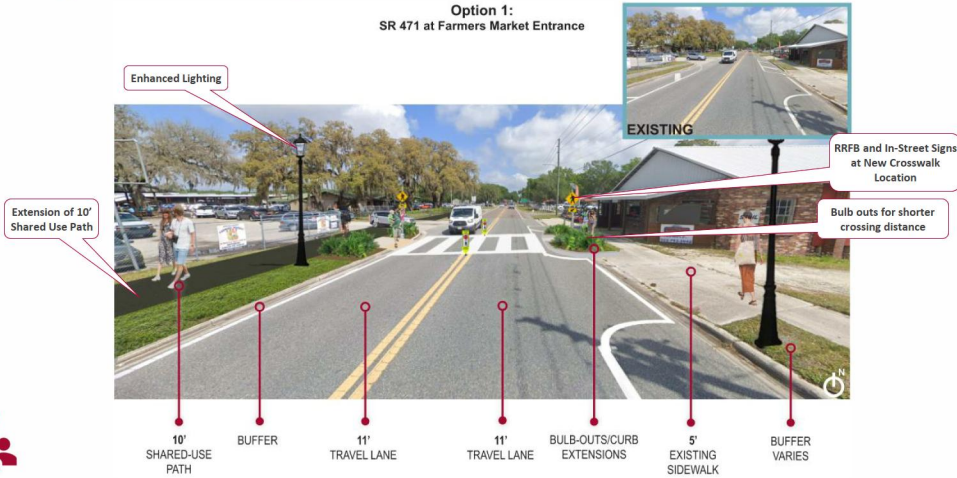 Option 1:
SR 471 at Farmers Market Entrance
Enhanced Lighting
EXISTING
RRFB and In-Street Signs
at New Crosswalk
Location
Extension of 10'
Shared Use Path
Bulb outs for shorter
crossing distance
N
10'
SHARED-USE
PATH
BUFFER
11'
TRAVEL LANE
11'
TRAVEL LANE
BULB-OUTS/CURB
EXTENSIONS
5'
EXISTING
SIDEWALK
BUFFER
VARIES